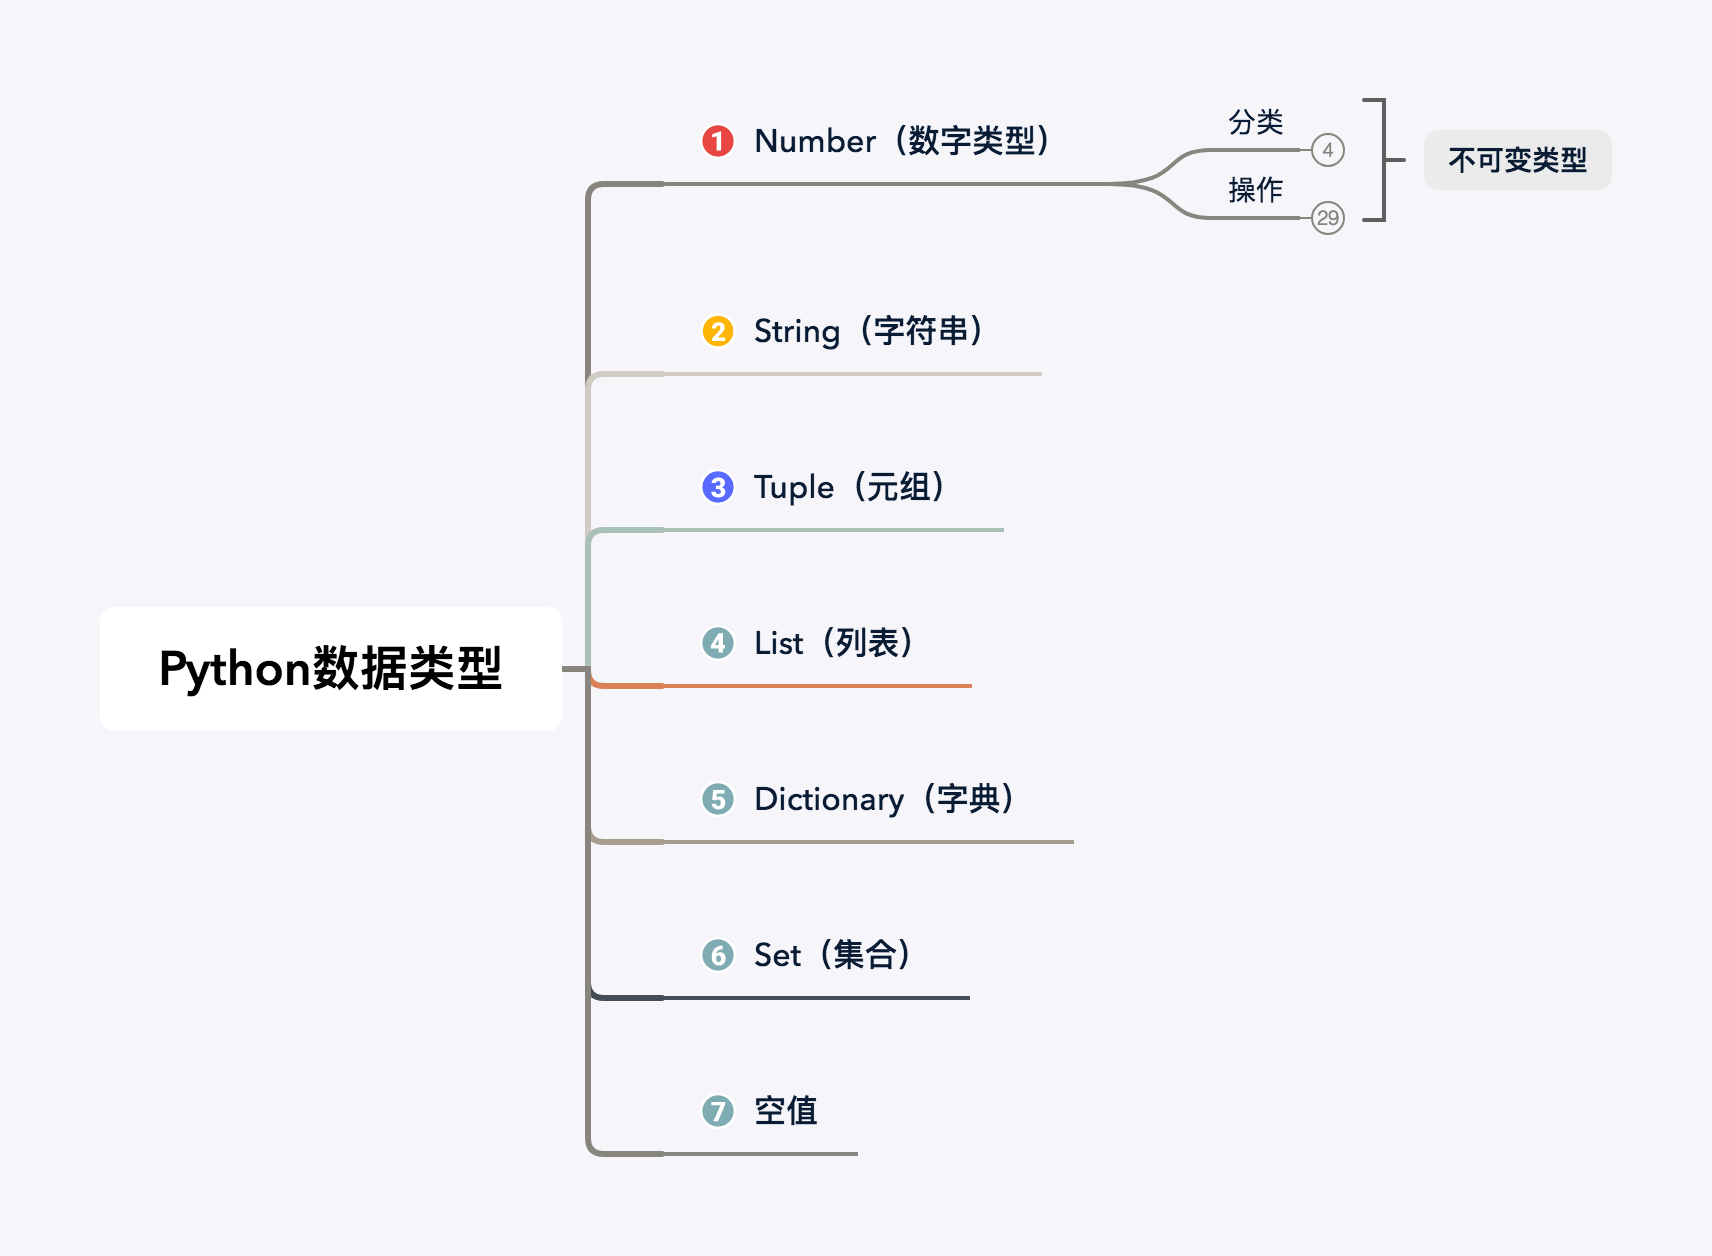 1 Number（数字类型）
分类
4
操作
29
不可变类型
2 String（字符串）
3 Tuple（元组）
Python数据类型
4 List（列表）
5 Dictionary（字典）
6 Set（集合）
7 空值